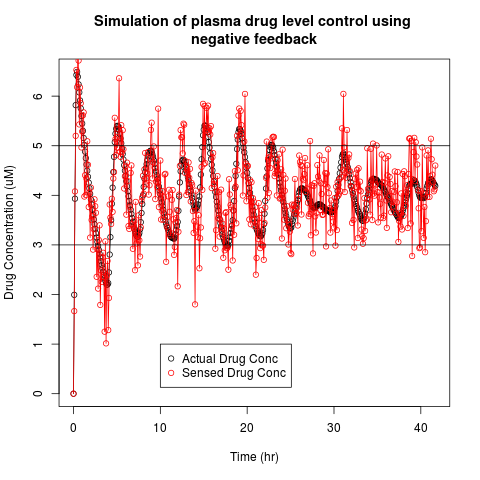 Simulation of plasma drug level control using
negative feedback
Drug Concentration (uM)
6
5
4
3
2
1
0
Actual Drug Conc
Sensed Drug Conc
0 10 20 30 40
Time (hr)